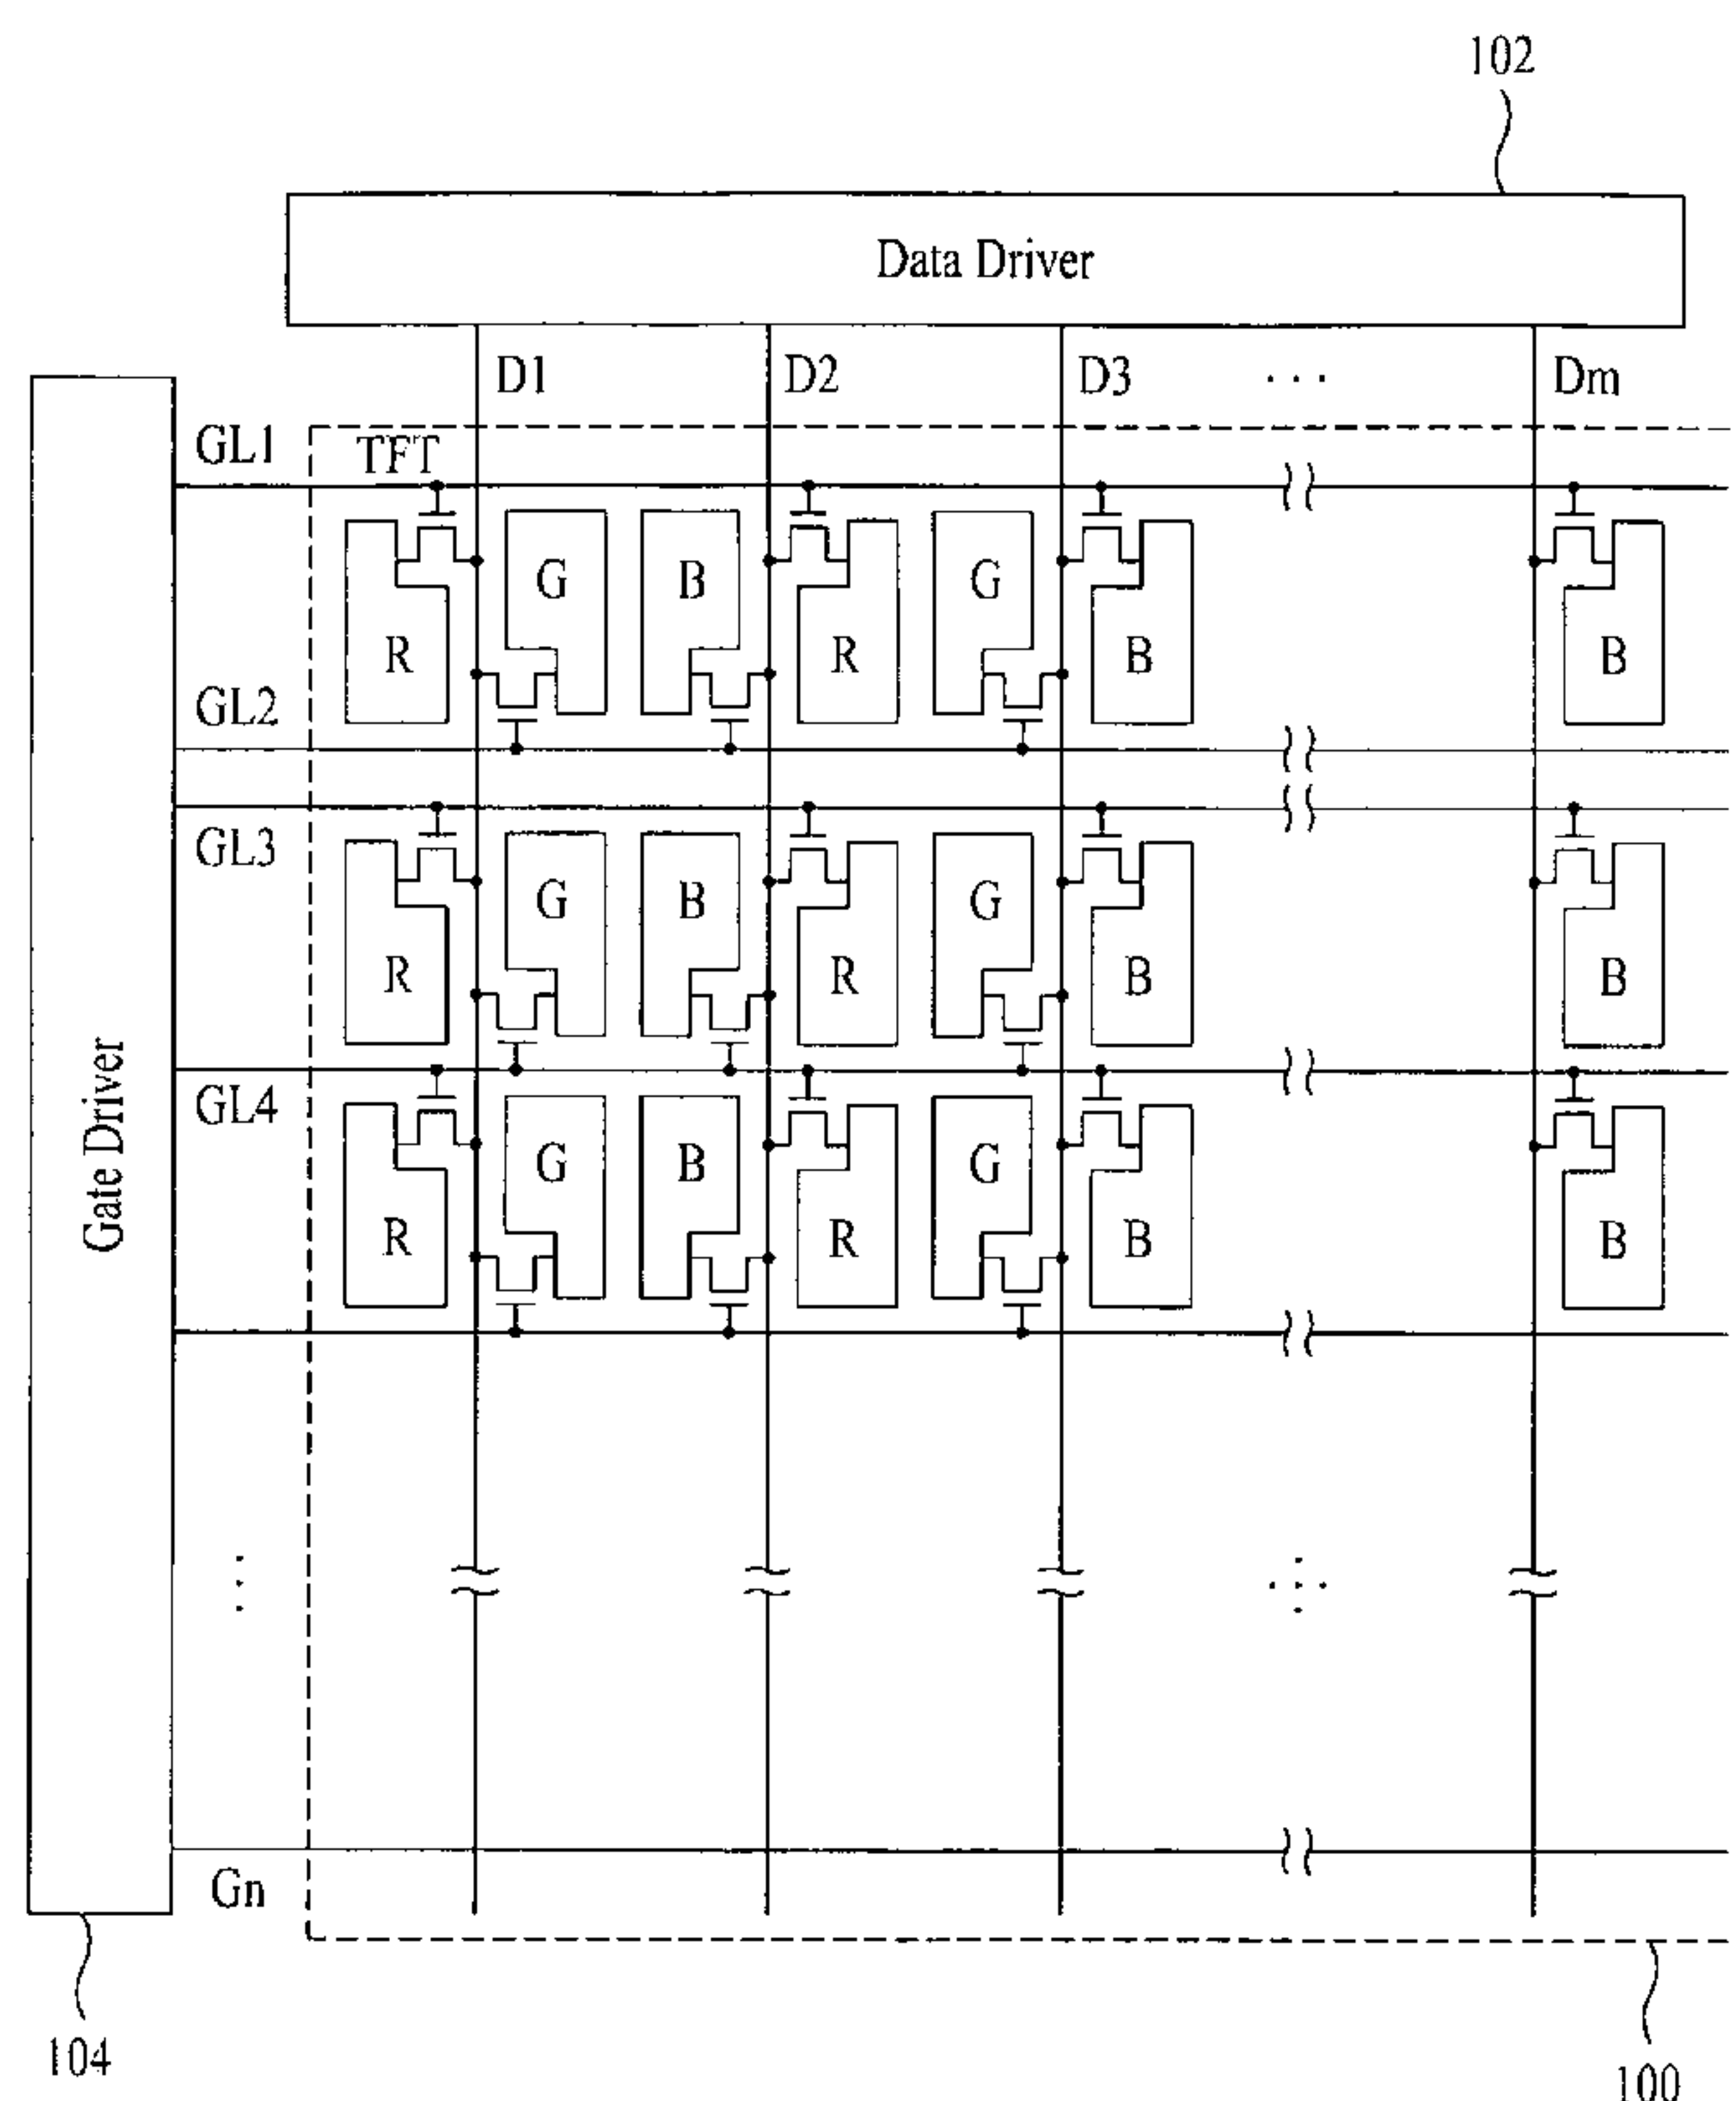 102
Data Driver
D1 D2 D3 ... Dm
GL1 TFT
G B G
R R B B
GL2
GL3
G B G
R R B B
GL4
G B G
R R B B
Gate Driver
Gn
104
100